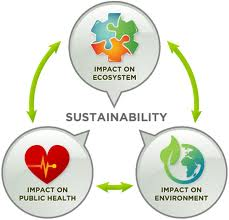 IMPACT ON
ECOSYSTEM
SUSTAINABILITY
IMPACT ON
PUBLIC HEALTH
IMPACT ON
ENVIRONMENT